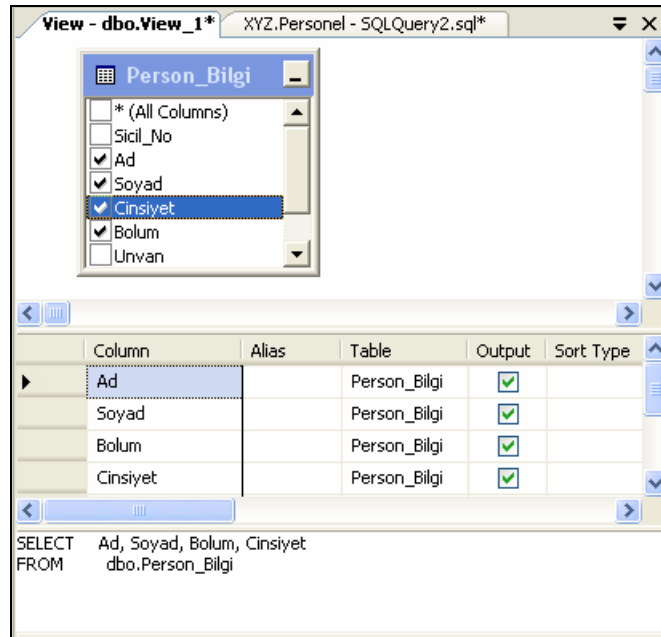 View - dbo.View_1* XYZ.Personel - SQLQuery2.sql*
Person_Bilgi
* (All Columns)
Sicil_No
Ad
Soyad
Cinsiyet
Bolum
Unvan
Column Alias Table Output Sort Type
Ad Person_Bilgi
Soyad Person_Bilgi
Bolum Person_Bilgi
Cinsiyet Person_Bilgi
SELECT Ad, Soyad, Bolum, Cinsiyet
FROM dbo.Person_Bilgi